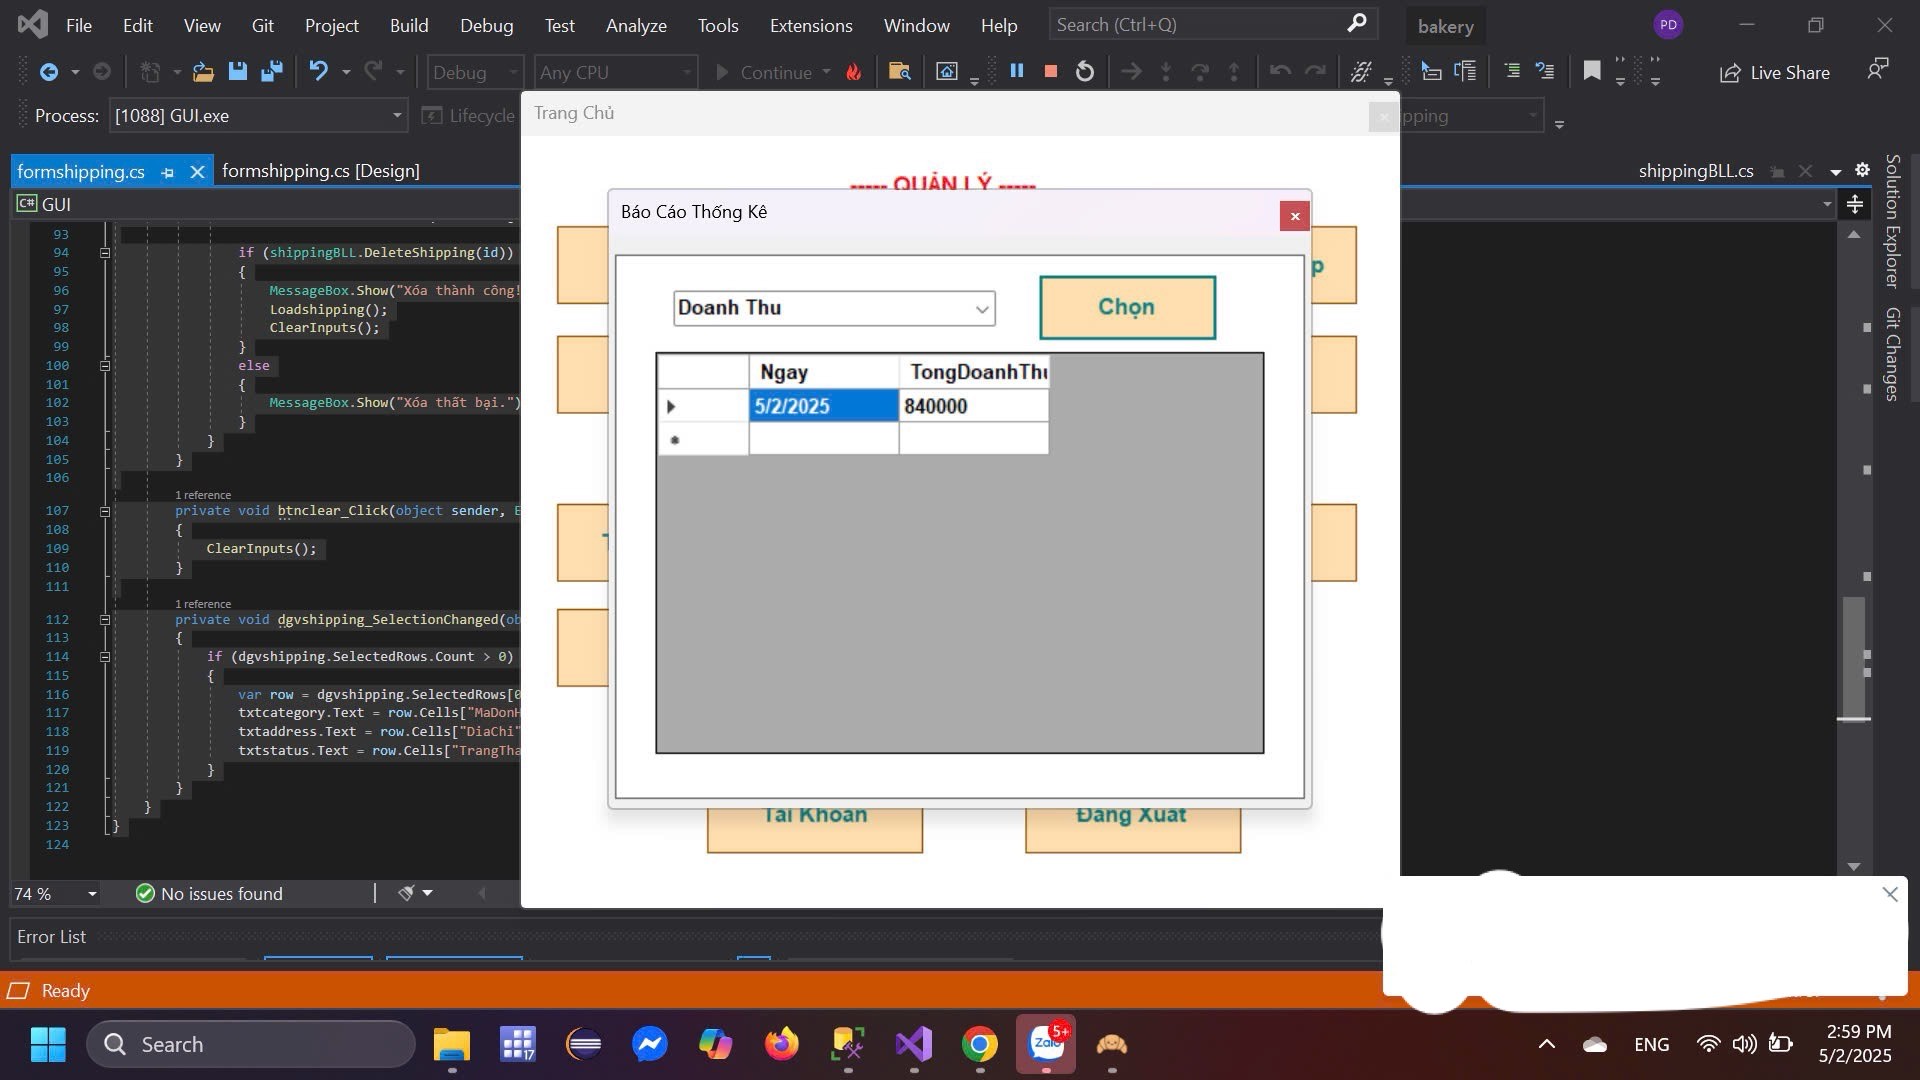 File Edit View Git Project Build Debug Test Analyze Tools Extensions Window Help Search (Ctrl+Q) bakery PD
Debug Any CPU Continue Live Share
Process: [1088] GUI.exe Lifecycle
Trang Chủ
formshipping.cs formshipping.cs [Design] shippingBLL.cs
C# GUI
Solution Explorer
Git Changes
----- QUẢN LÝ -----
Báo Cáo Thống Kê
Doanh Thu
Chọn
Ngay TongDoanhThu
5/2/2025 840000
Tài Khoản Đăng Xuất
93
94 if (shippingBLL.DeleteShipping(id))
95 {
96 MessageBox.Show("Xóa thành công!
97 Loadshipping();
98 ClearInputs();
99 }
100 else
101 {
102 MessageBox.Show("Xóa thất bại.")
103 }
104 }
105 }
106
1 reference
107 private void btnclear_Click(object sender, E
108 {
109 ClearInputs();
110 }
111
1 reference
112 private void dgvshipping_SelectionChanged(ob
113 {
114 if (dgvshipping.SelectedRows.Count > 0)
115 {
116 var row = dgvshipping.SelectedRows[0
117 txtcategory.Text = row.Cells["MaDonH
118 txtaddress.Text = row.Cells["DiaChi"
119 txtstatus.Text = row.Cells["TrangTha
120 }
121 }
122 }
123 }
124
74 % No issues found
Error List
Ready
Search 17 Zalo 5+ ENG 2:59 PM
5/2/2025